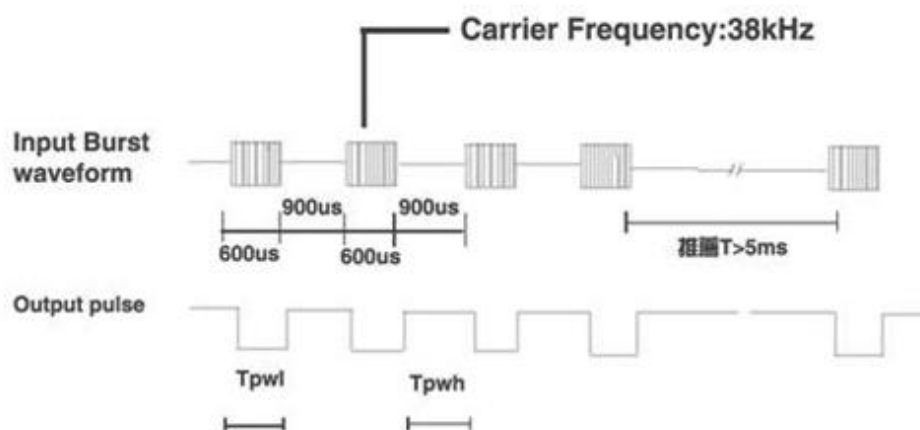 Carrier Frequency:38kHz
Input Burst
waveform
900us 900us
600us 600us
T>5ms
Output pulse
Tpwl
Tpwh